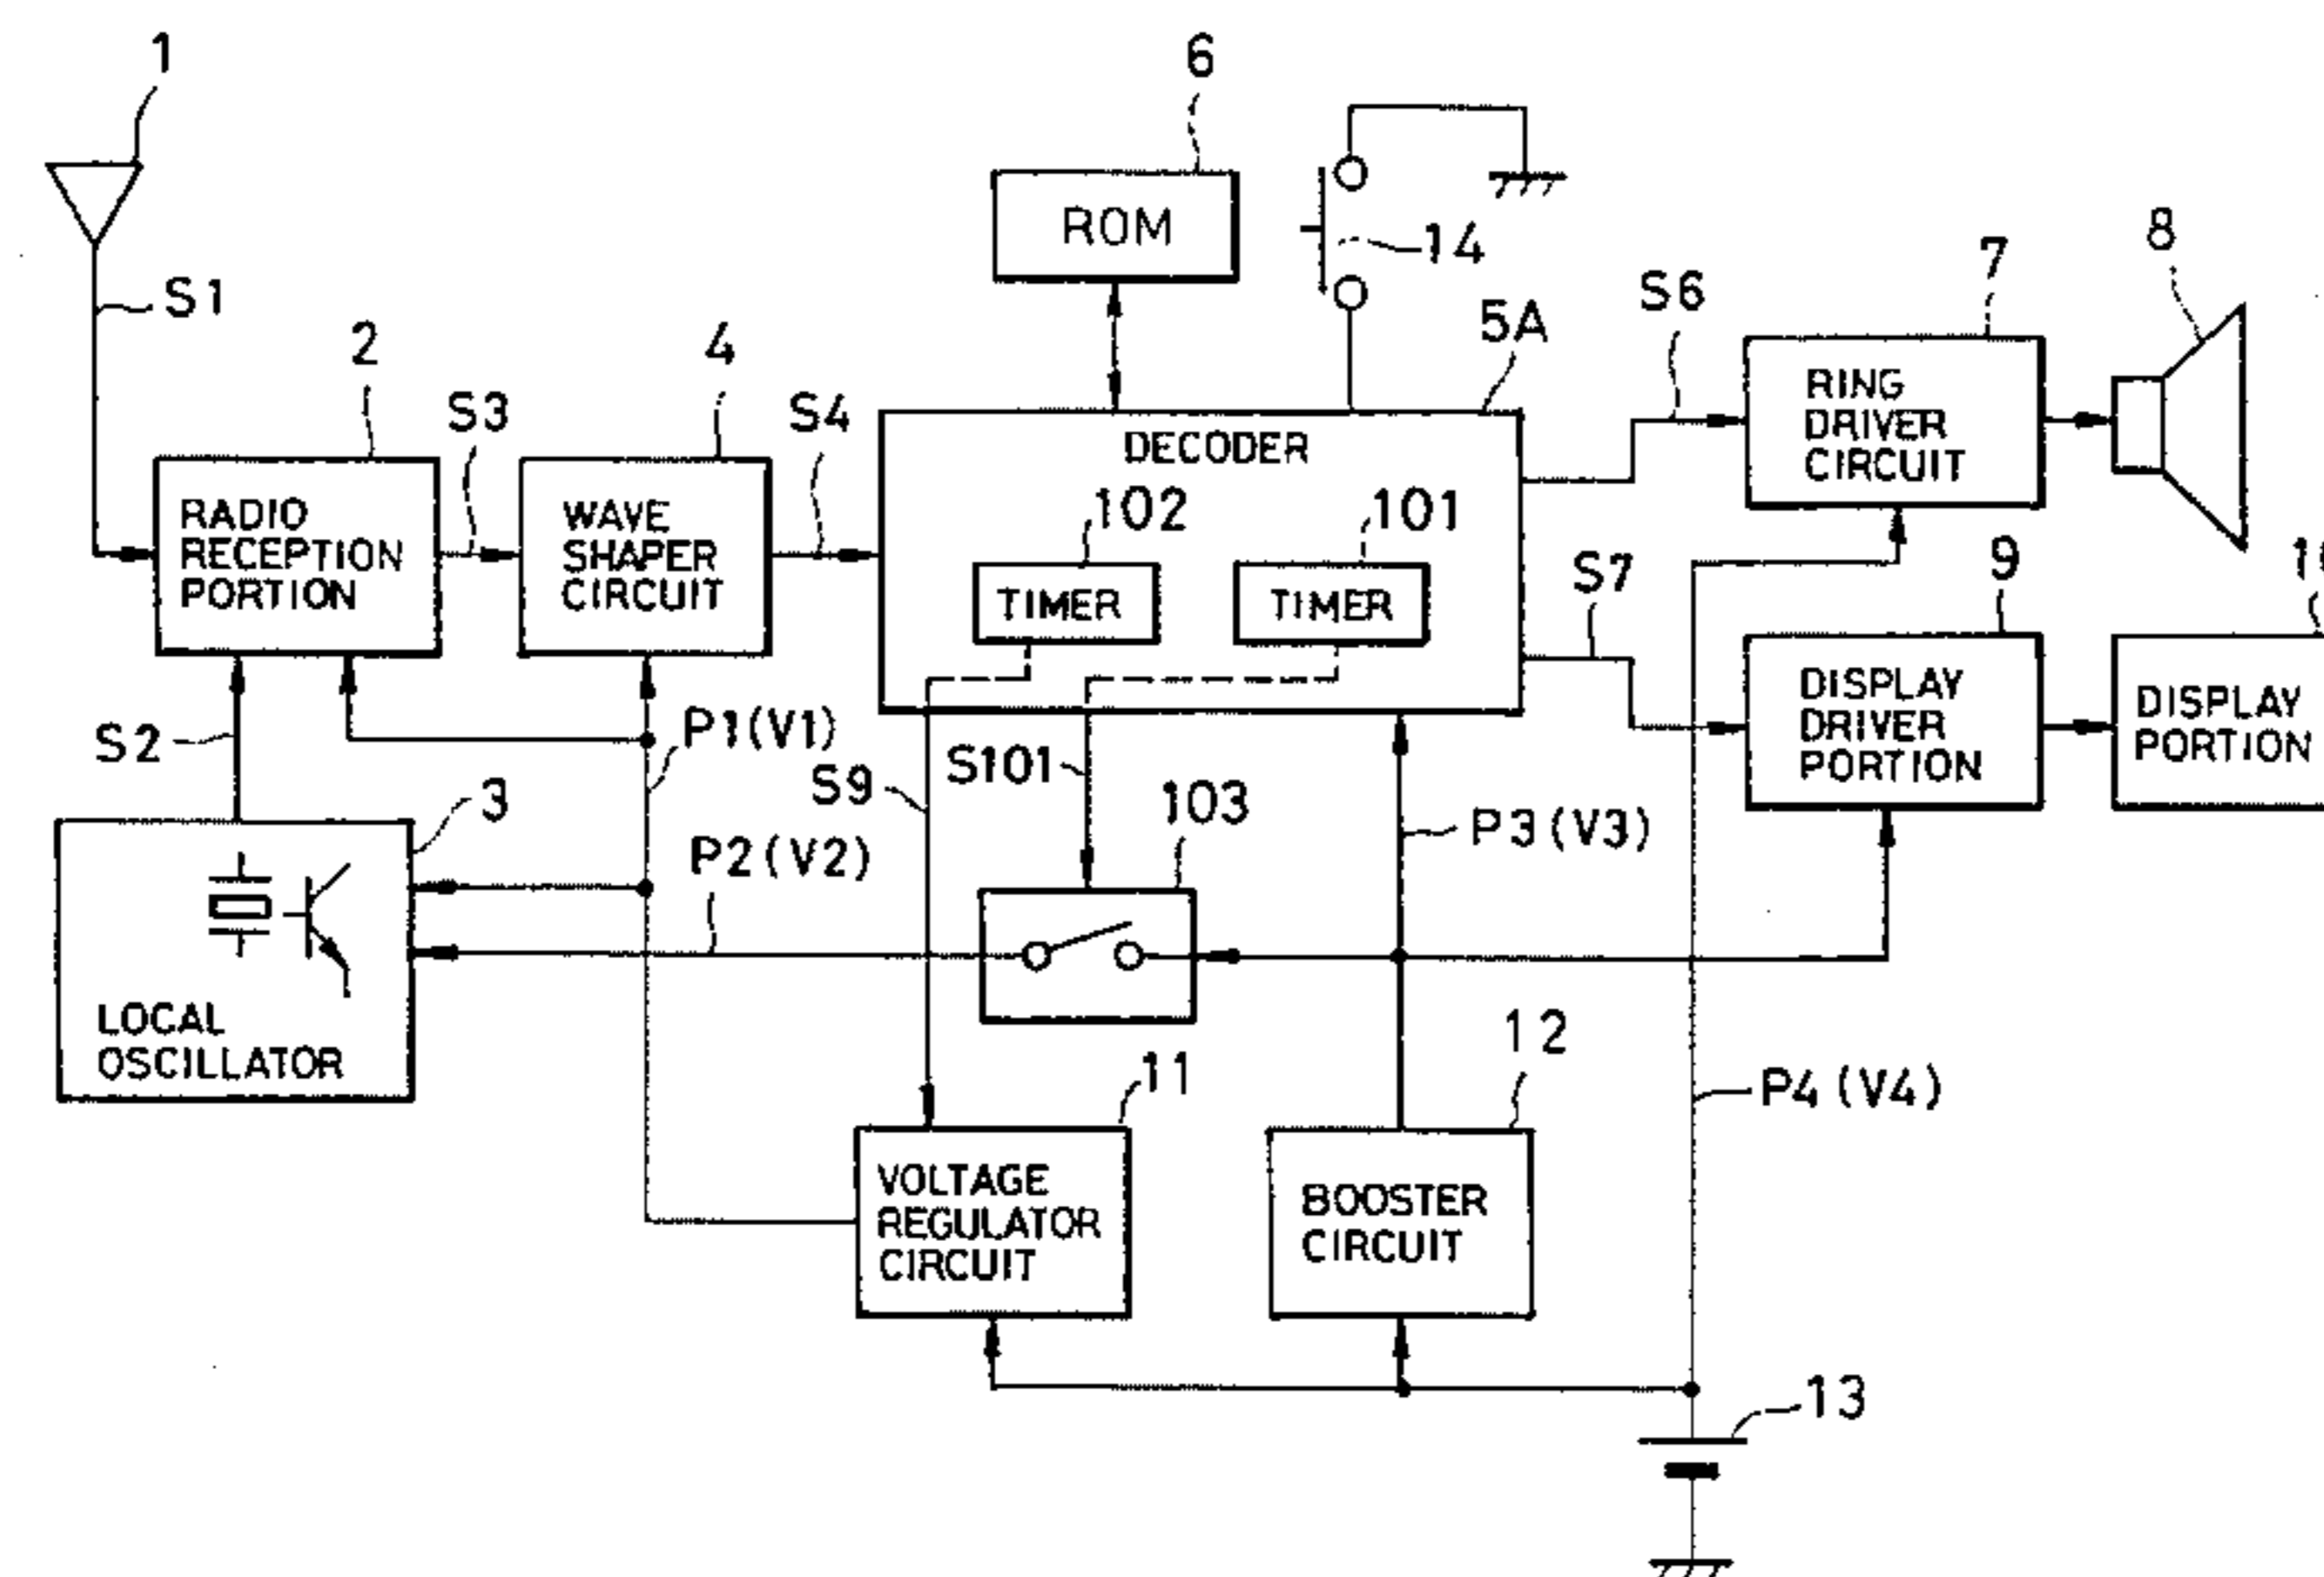 1
6
ROM
14
8
7
S1
S6
5A
2
4
S3
S4
RING
DRIVER
CIRCUIT
DECODER
RADIO
RECEPTION
PORTION
WAVE
SHAPER
CIRCUIT
102
101
TIMER
TIMER
S7
9
DISPLAY
DRIVER
PORTION
DISPLAY
PORTION
S2
P1(V1)
S9
S101
103
3
P2(V2)
P3(V3)
LOCAL
OSCILLATOR
11
12
P4(V4)
VOLTAGE
REGULATOR
CIRCUIT
BOOSTER
CIRCUIT
13